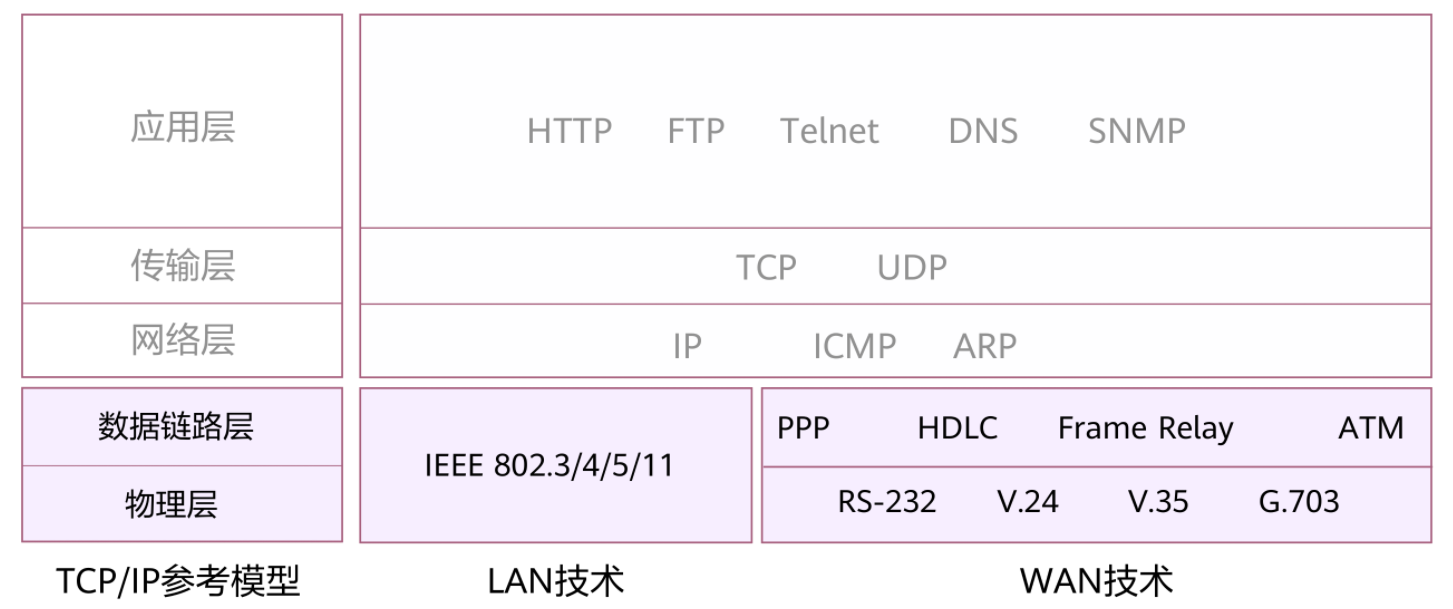 应用层
HTTP FTP Telnet DNS SNMP
传输层
TCP UDP
网络层
IP ICMP ARP
数据链路层
PPP HDLC Frame Relay ATM
IEEE 802.3/4/5/11
物理层
RS-232 V.24 V.35 G.703
TCP/IP参考模型
LAN技术
WAN技术